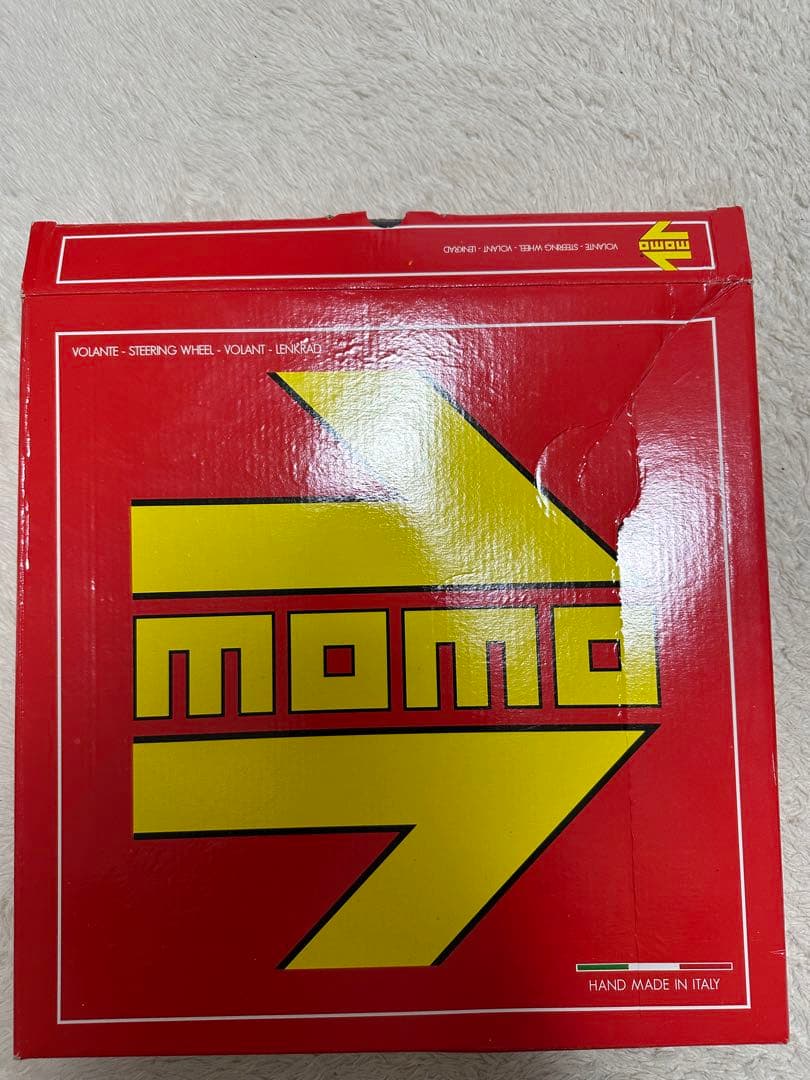 VOLANTE - STEERING WHEEL - VOLANT - LENKRAD
momo
VOLANTE - STEERING WHEEL - VOLANT - LENKRAD
momo
HAND MADE IN ITALY